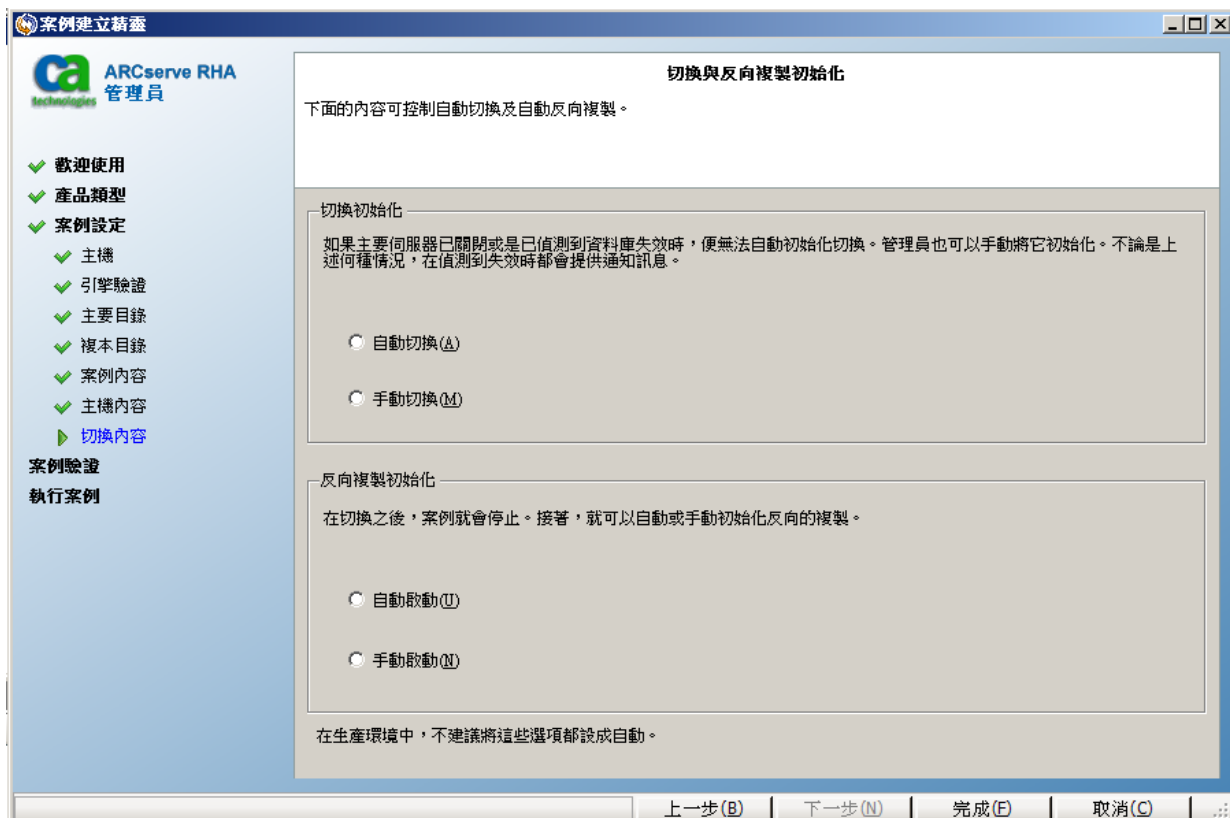 案例建立精靈
ca
technologies
ARCserve RHA
管理員
歡迎使用
產品類型
案例設定
主機
引擎驗證
主要目錄
複本目錄
案例內容
主機內容
切換內容
案例驗證
執行案例
切換與反向複製初始化
下面的內容可控制自動切換及自動反向複製。
切換初始化
如果主要伺服器已關閉或是已偵測到資料庫失效時，便無法自動初始化切換。管理員也可以手動將它初始化。不論是上
述何種情況，在偵測到失效時都會提供通知訊息。
自動切換(A)
手動切換(M)
反向複製初始化
在切換之後，案例就會停止。接著，就可以自動或手動初始化反向的複製。
自動啟動(U)
手動啟動(N)
在生產環境中，不建議將這些選項都設成自動。
上一步(B)
下一步(N)
完成(F)
取消(C)